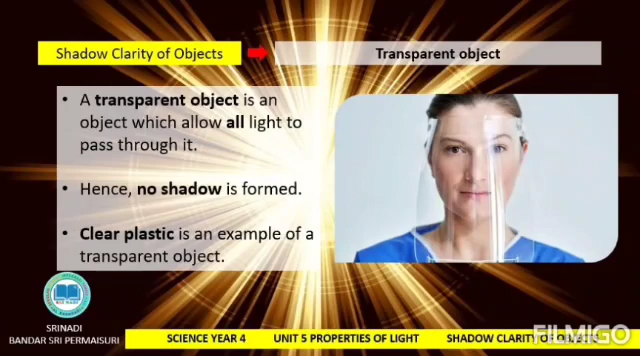 Shadow Clarity of Objects
Transparent object
• A transparent object is an
object which allow all light to
pass through it.
• Hence, no shadow is formed.
• Clear plastic is an example of a
transparent object.
SRINADI
BANDAR SRI PERMAISURI
SCIENCE YEAR 4 UNIT 5 PROPERTIES OF LIGHT SHADOW CLARITY OF OBJECTS
FILMIGO